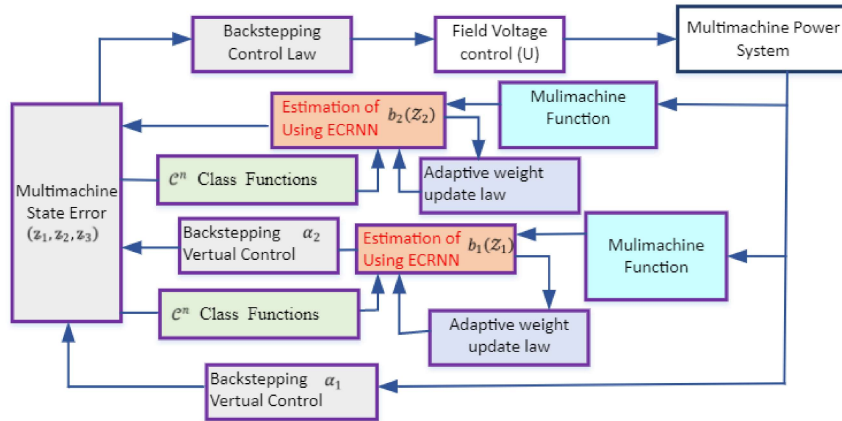 Backstepping
Control Law
Field Voltage
control (U)
Multimachine Power
System
Estimation of b₂(Z₂)
Using ECRNN
Mulimachine
Function
𝒞ⁿ Class Functions
Adaptive weight
update law
Multimachine
State Error
(z₁, z₂, z₃)
Backstepping α₂
Vertual Control
Estimation of b₁(Z₁)
Using ECRNN
Mulimachine
Function
𝒞ⁿ Class Functions
Adaptive weight
update law
Backstepping α₁
Vertual Control